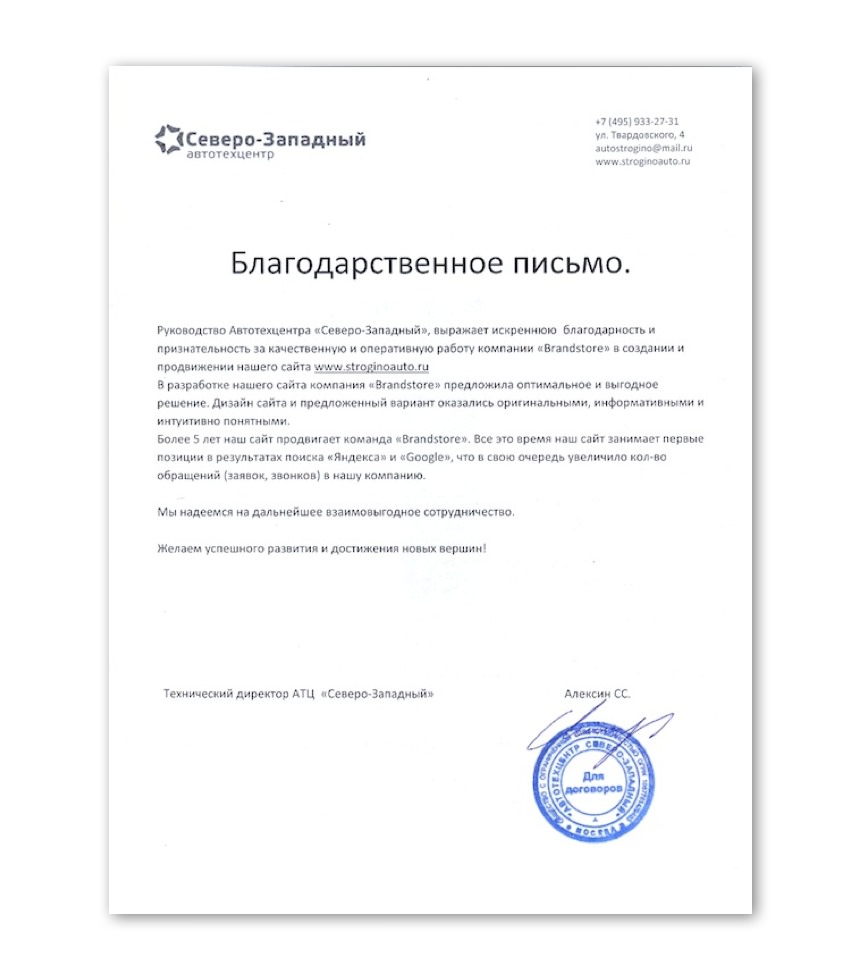 Северо-Западный
автотехцентр
+7 (495) 933-27-31
ул. Твардовского, 4
autostrogino@mail.ru
www.stroginoauto.ru
Благодарственное письмо.
Руководство Автотехцентра «Северо-Западный», выражает искреннюю благодарность и
признательность за качественную и оперативную работу компании «Brandstore» в создании и
продвижении нашего сайта www.stroginoauto.ru
В разработке нашего сайта компания «Brandstore» предложила оптимальное и выгодное
решение. Дизайн сайта и предложенный вариант оказались оригинальными, информативными и
интуитивно понятными.
Более 5 лет наш сайт продвигает команда «Brandstore». Все это время наш сайт занимает первые
позиции в результатах поиска «Яндекса» и «Google», что в свою очередь увеличило кол-во
обращений (заявок, звонков) в нашу компанию.
Мы надеемся на дальнейшее взаимовыгодное сотрудничество.
Желаем успешного развития и достижения новых вершин!
Технический директор АТЦ «Северо-Западный»
Алексин СС.
ОБЩЕСТВО С ОГРАНИЧЕННОЙ ОТВЕТСТВЕННОСТЬЮ ОГРН
"АВТОТЕХЦЕНТР СЕВЕРО-ЗАПАДНЫЙ"
Для
договоров
МОСКВА